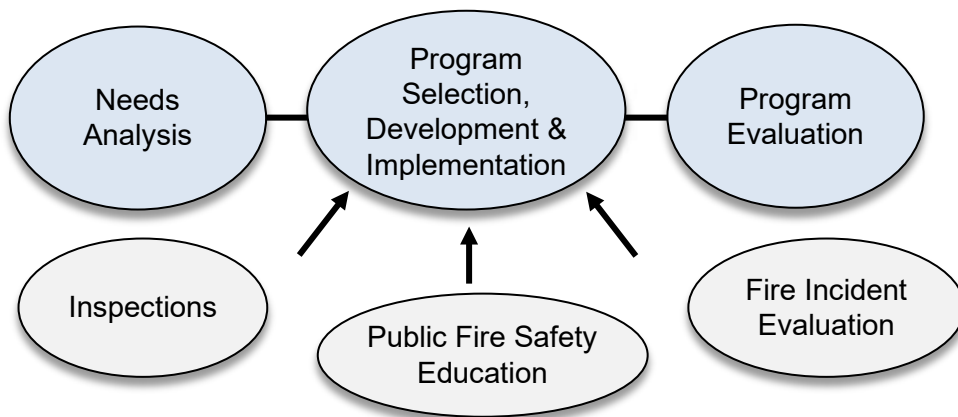 Needs
Analysis
Program
Selection,
Development &
Implementation
Program
Evaluation
Inspections
Public Fire Safety
Education
Fire Incident
Evaluation